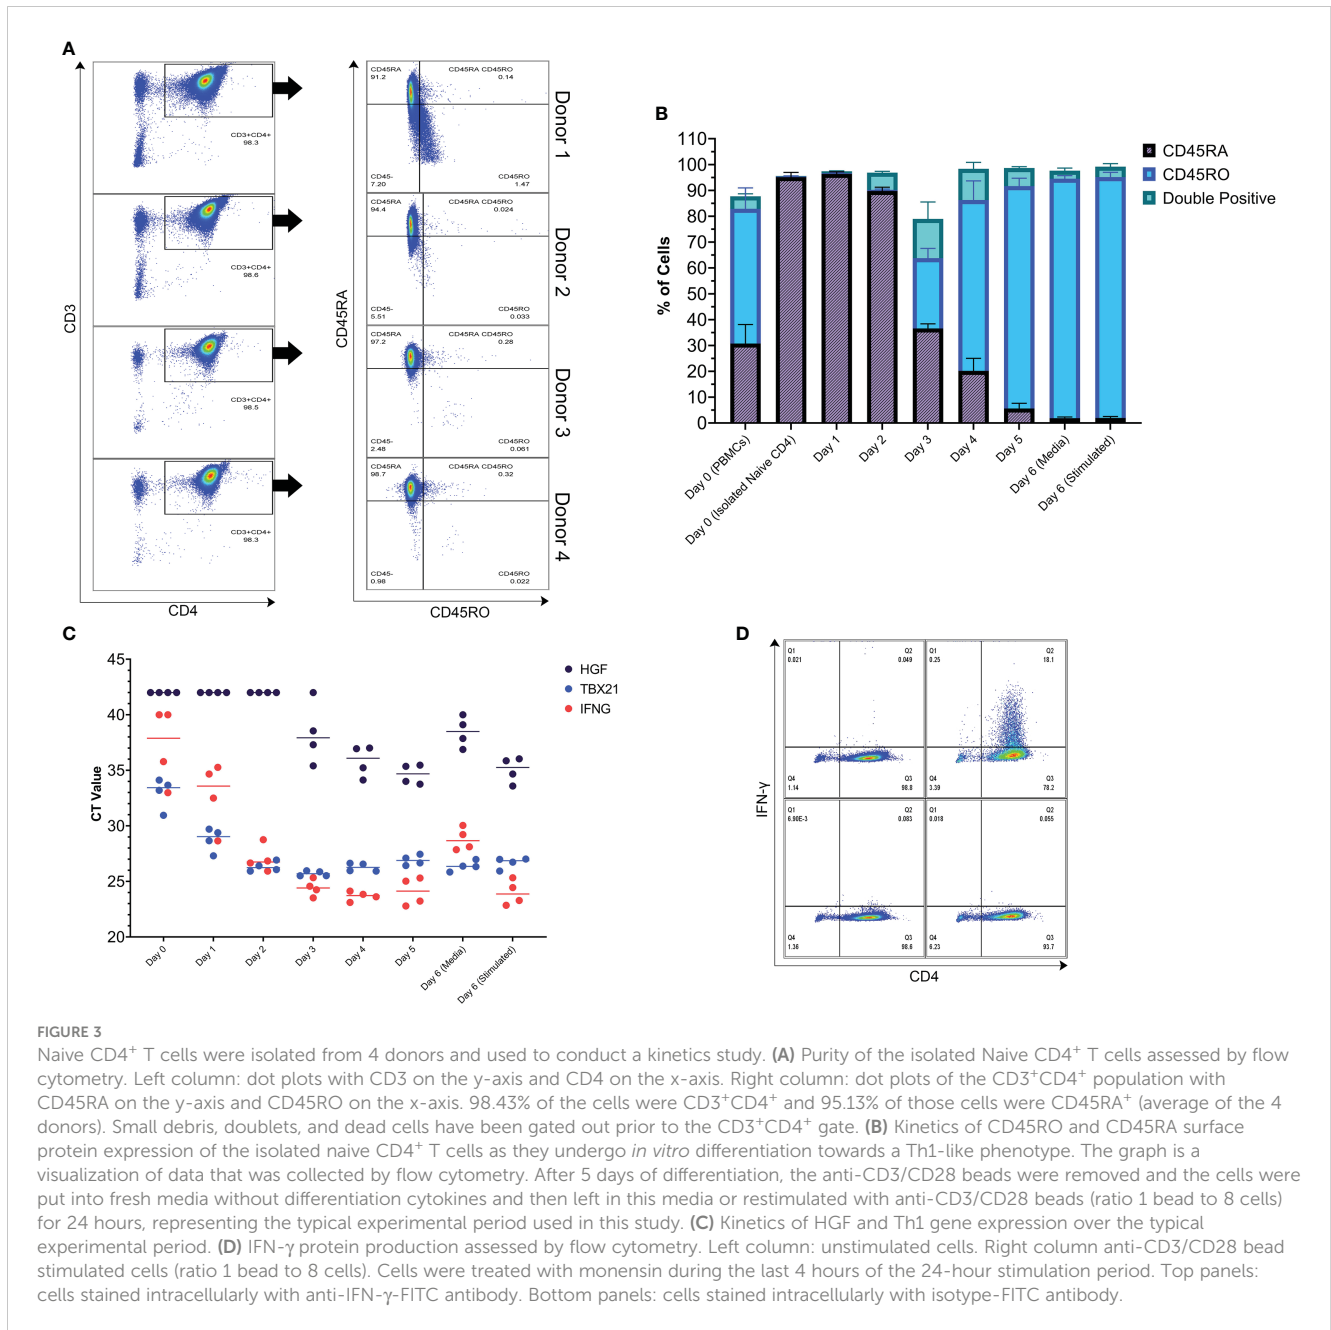 A
CD3
CD4
CD3+CD4+
98.3
CD3+CD4+
98.6
CD3+CD4+
98.5
CD3+CD4+
98.3
CD45RA
CD45RO
CD45RA
91.2
CD45RA CD45RO
0.14
CD45-
7.20
CD45RO
1.47
Donor 1
CD45RA
94.4
CD45RA CD45RO
0.024
CD45-
5.51
CD45RO
0.033
Donor 2
CD45RA
97.2
CD45RA CD45RO
0.28
CD45-
2.48
CD45RO
0.061
Donor 3
CD45RA
98.7
CD45RA CD45RO
0.32
CD45-
0.98
CD45RO
0.022
Donor 4
B
% of Cells
110
100
90
80
70
60
50
40
30
20
10
0
Day 0 (PBMCs)
Day 0 (Isolated Naive CD4)
Day 1
Day 2
Day 3
Day 4
Day 5
Day 6 (Media)
Day 6 (Stimulated)
CD45RA
CD45RO
Double Positive
C
CT Value
45
40
35
30
25
20
Day 0
Day 1
Day 2
Day 3
Day 4
Day 5
Day 6 (Media)
Day 6 (Stimulated)
HGF
TBX21
IFNG
D
IFN-γ
CD4
Q1
0.021
Q2
0.049
Q4
1.14
Q3
98.8
Q1
0.25
Q2
18.1
Q4
3.39
Q3
78.2
Q1
6.90E-3
Q2
0.083
Q4
1.36
Q3
98.6
Q1
0.018
Q2
0.055
Q4
6.23
Q3
93.7
FIGURE 3
Naive CD4+ T cells were isolated from 4 donors and used to conduct a kinetics study. (A) Purity of the isolated Naive CD4+ T cells assessed by flow
cytometry. Left column: dot plots with CD3 on the y-axis and CD4 on the x-axis. Right column: dot plots of the CD3+CD4+ population with
CD45RA on the y-axis and CD45RO on the x-axis. 98.43% of the cells were CD3+CD4+ and 95.13% of those cells were CD45RA+ (average of the 4
donors). Small debris, doublets, and dead cells have been gated out prior to the CD3+CD4+ gate. (B) Kinetics of CD45RO and CD45RA surface
protein expression of the isolated naive CD4+ T cells as they undergo in vitro differentiation towards a Th1-like phenotype. The graph is a
visualization of data that was collected by flow cytometry. After 5 days of differentiation, the anti-CD3/CD28 beads were removed and the cells were
put into fresh media without differentiation cytokines and then left in this media or restimulated with anti-CD3/CD28 beads (ratio 1 bead to 8 cells)
for 24 hours, representing the typical experimental period used in this study. (C) Kinetics of HGF and Th1 gene expression over the typical
experimental period. (D) IFN-γ protein production assessed by flow cytometry. Left column: unstimulated cells. Right column anti-CD3/CD28 bead
stimulated cells (ratio 1 bead to 8 cells). Cells were treated with monensin during the last 4 hours of the 24-hour stimulation period. Top panels:
cells stained intracellularly with anti-IFN-γ-FITC antibody. Bottom panels: cells stained intracellularly with isotype-FITC antibody.